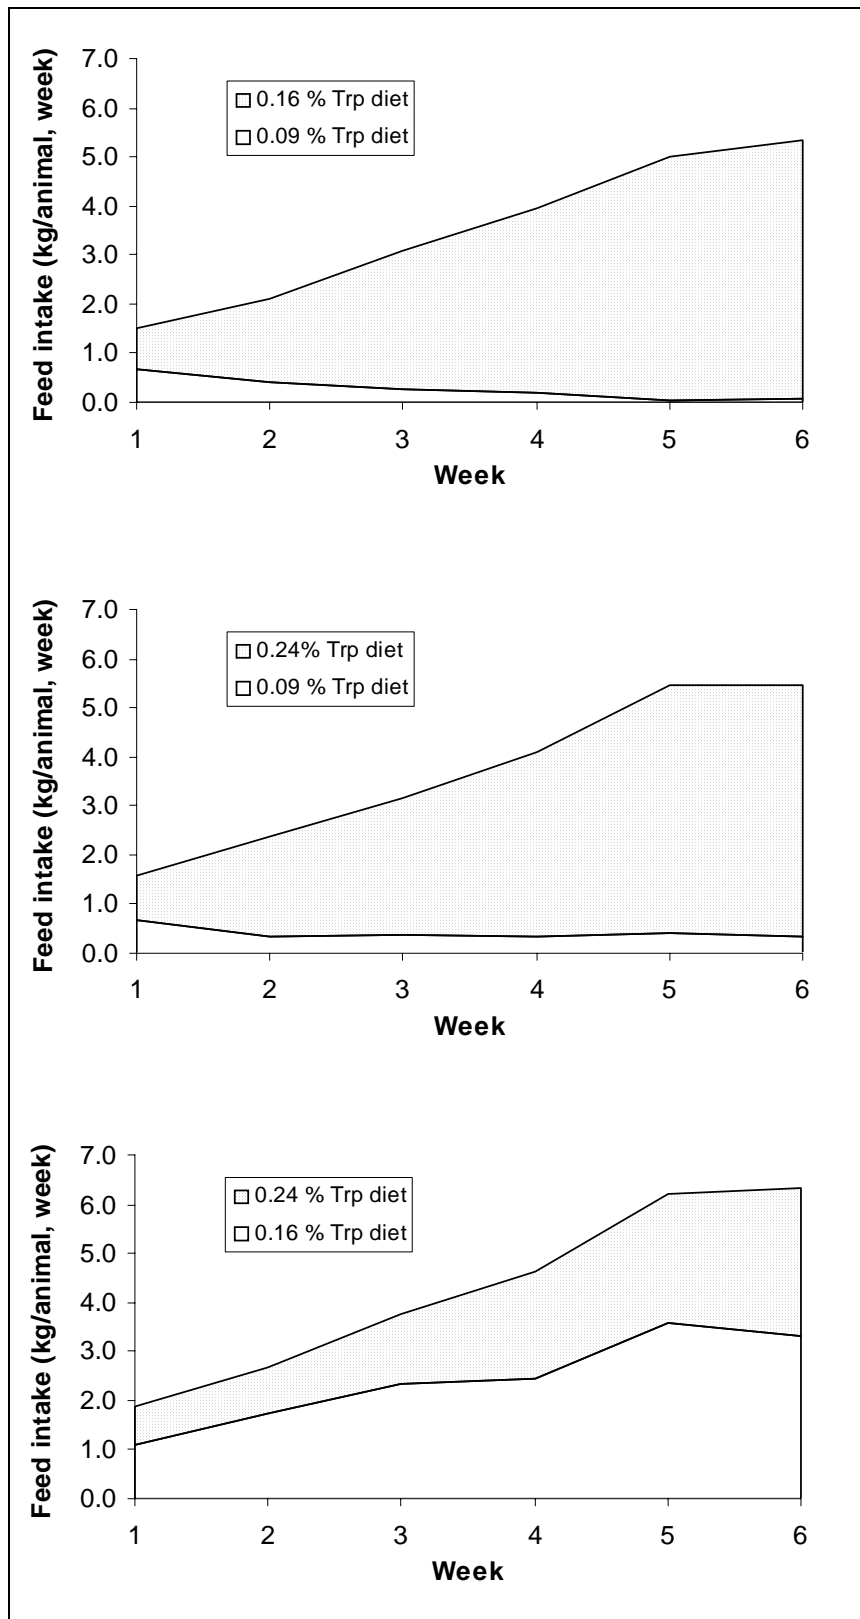 Feed intake (kg/animal, week)
7.0
6.0
5.0
4.0
3.0
2.0
1.0
0.0
0.16 % Trp diet
0.09 % Trp diet
1 2 3 4 5 6
Week
Feed intake (kg/animal, week)
7.0
6.0
5.0
4.0
3.0
2.0
1.0
0.0
0.24% Trp diet
0.09 % Trp diet
1 2 3 4 5 6
Week
Feed intake (kg/animal, week)
7.0
6.0
5.0
4.0
3.0
2.0
1.0
0.0
0.24 % Trp diet
0.16 % Trp diet
1 2 3 4 5 6
Week